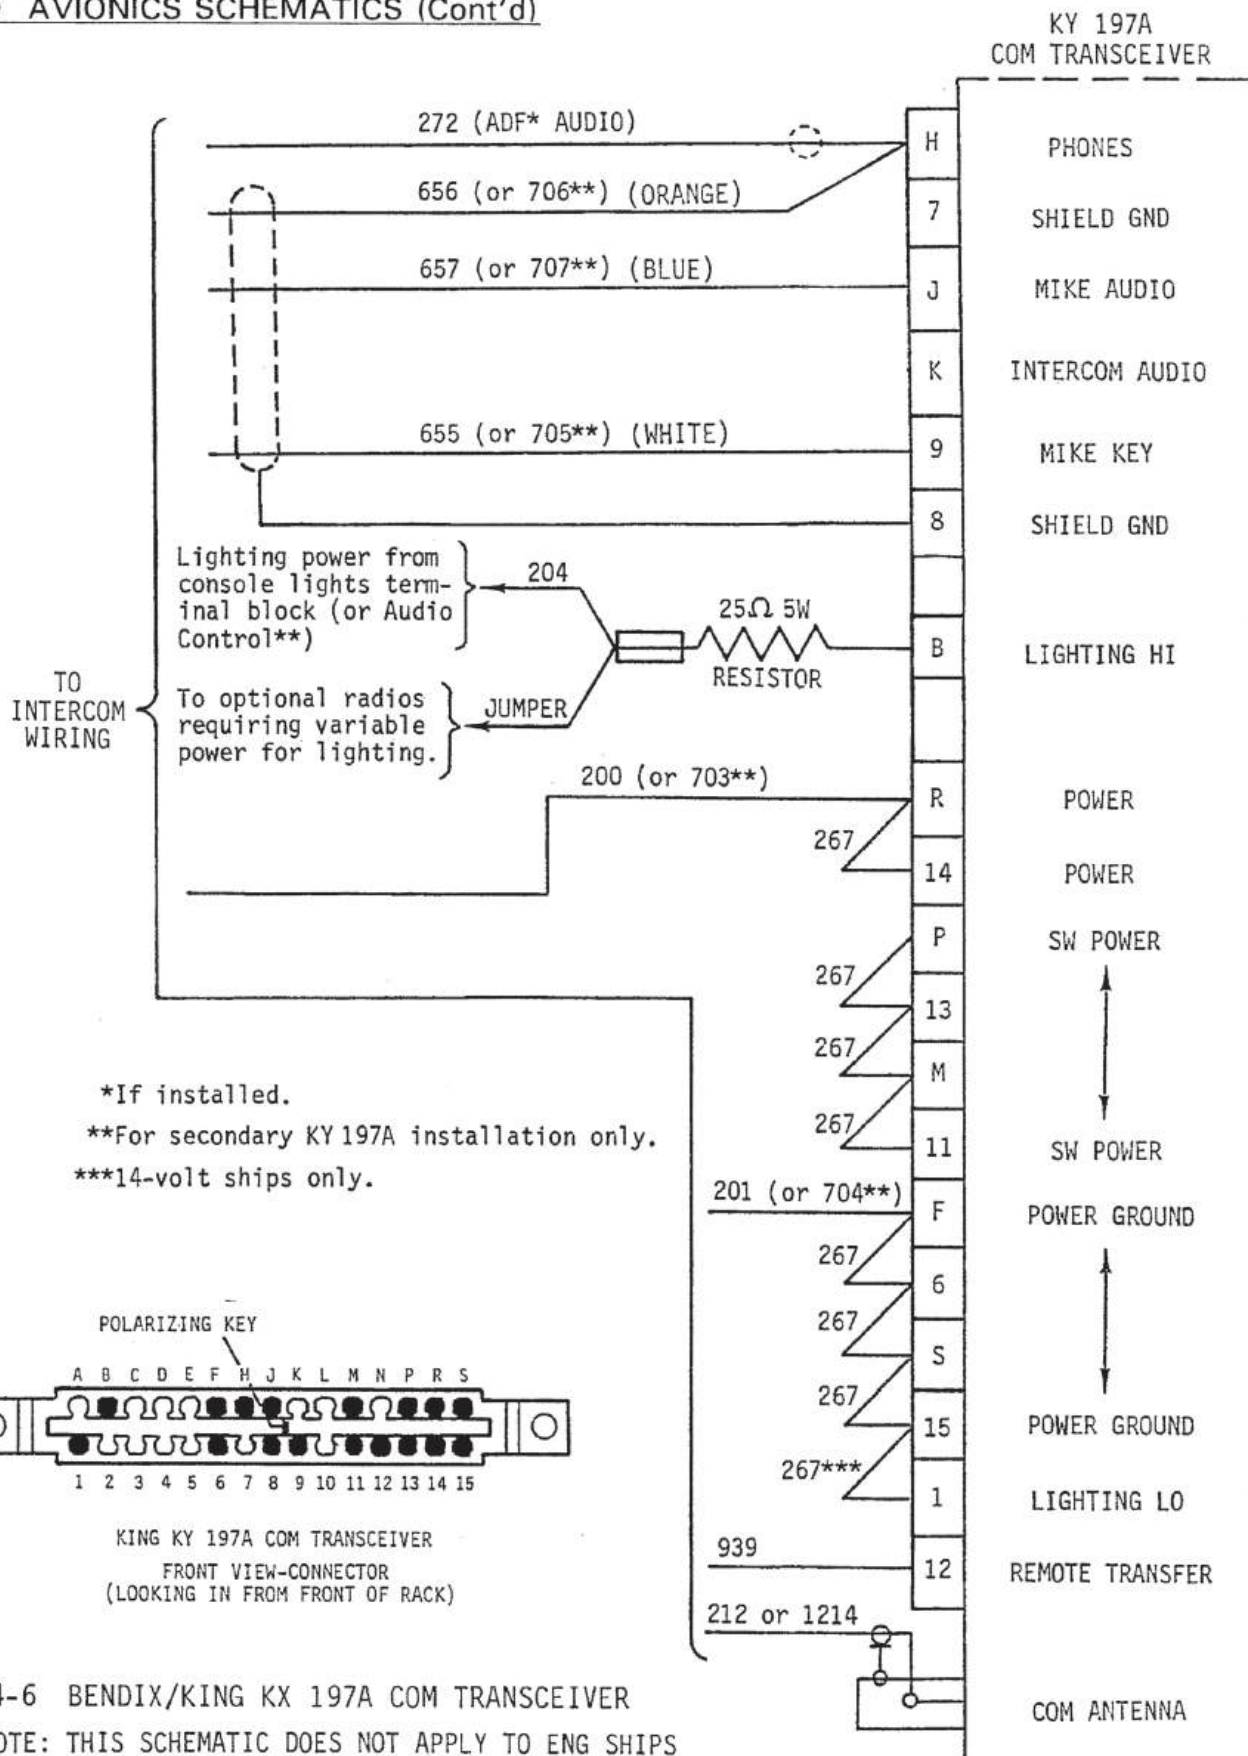 AVIONICS SCHEMATICS (Cont'd)
KY 197A
COM TRANSCEIVER
272 (ADF* AUDIO)
H PHONES
656 (or 706**) (ORANGE)
7 SHIELD GND
657 (or 707**) (BLUE)
J MIKE AUDIO
K INTERCOM AUDIO
655 (or 705**) (WHITE)
9 MIKE KEY
8 SHIELD GND
Lighting power from
console lights term-
inal block (or Audio
Control**)
204
25Ω 5W
RESISTOR
B LIGHTING HI
TO
INTERCOM
WIRING
To optional radios
requiring variable
power for lighting.
JUMPER
200 (or 703**)
R POWER
267
14 POWER
P SW POWER
267
13
267
M
267
11 SW POWER
*If installed.
**For secondary KY 197A installation only.
***14-volt ships only.
201 (or 704**)
F POWER GROUND
267
6
267
S
267
15 POWER GROUND
267***
1 LIGHTING LO
939
12 REMOTE TRANSFER
212 or 1214
COM ANTENNA
POLARIZING KEY
A B C D E F H J K L M N P R S
1 2 3 4 5 6 7 8 9 10 11 12 13 14 15
KING KY 197A COM TRANSCEIVER
FRONT VIEW-CONNECTOR
(LOOKING IN FROM FRONT OF RACK)
-6 BENDIX/KING KX 197A COM TRANSCEIVER
OTE: THIS SCHEMATIC DOES NOT APPLY TO ENG SHIPS